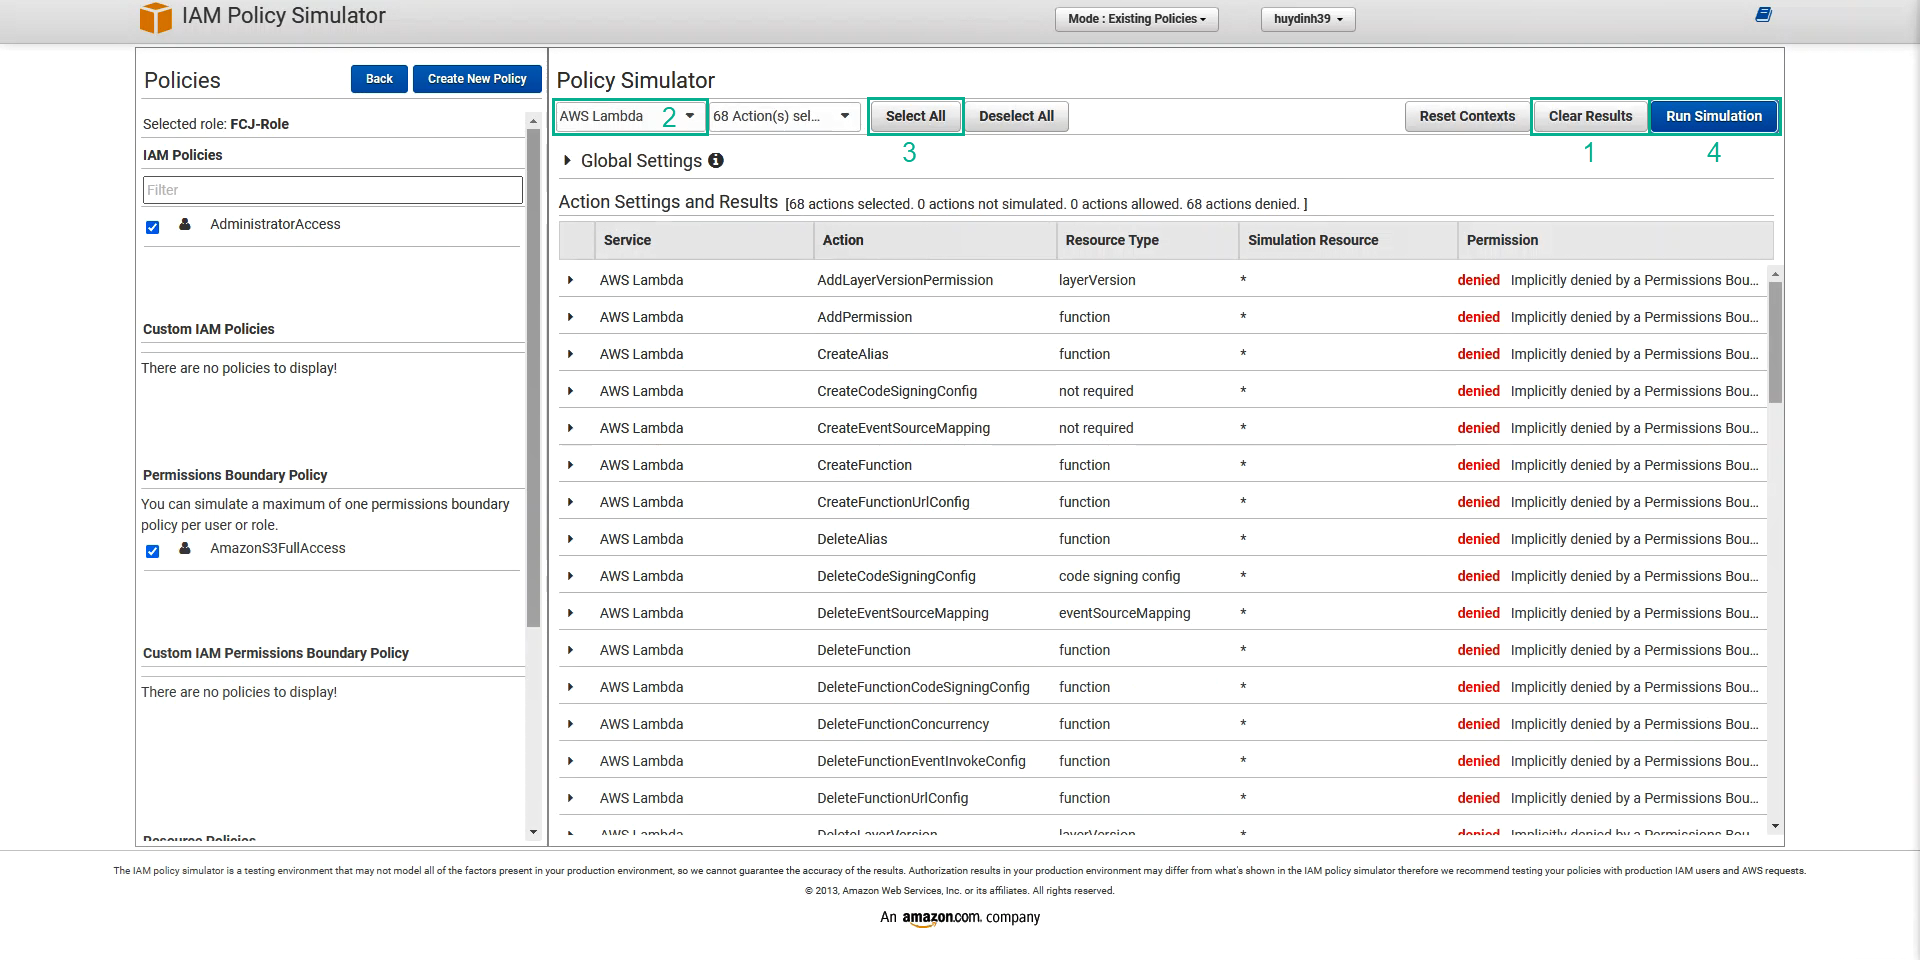 IAM Policy Simulator
Mode : Existing Policies
huydinh39
Policies
Back
Create New Policy
Selected role: FCJ-Role
IAM Policies
Filter
AdministratorAccess
Custom IAM Policies
There are no policies to display!
Permissions Boundary Policy
You can simulate a maximum of one permissions boundary
policy per user or role.
AmazonS3FullAccess
Custom IAM Permissions Boundary Policy
There are no policies to display!
Resource Policies
Policy Simulator
AWS Lambda 2
68 Action(s) sel...
Select All
Deselect All
Reset Contexts
Clear Results
Run Simulation
3
1
4
Global Settings
Action Settings and Results [68 actions selected. 0 actions not simulated. 0 actions allowed. 68 actions denied. ]
Service Action Resource Type Simulation Resource Permission
AWS Lambda AddLayerVersionPermission layerVersion * denied Implicitly denied by a Permissions Bou...
AWS Lambda AddPermission function * denied Implicitly denied by a Permissions Bou...
AWS Lambda CreateAlias function * denied Implicitly denied by a Permissions Bou...
AWS Lambda CreateCodeSigningConfig not required * denied Implicitly denied by a Permissions Bou...
AWS Lambda CreateEventSourceMapping not required * denied Implicitly denied by a Permissions Bou...
AWS Lambda CreateFunction function * denied Implicitly denied by a Permissions Bou...
AWS Lambda CreateFunctionUrlConfig function * denied Implicitly denied by a Permissions Bou...
AWS Lambda DeleteAlias function * denied Implicitly denied by a Permissions Bou...
AWS Lambda DeleteCodeSigningConfig code signing config * denied Implicitly denied by a Permissions Bou...
AWS Lambda DeleteEventSourceMapping eventSourceMapping * denied Implicitly denied by a Permissions Bou...
AWS Lambda DeleteFunction function * denied Implicitly denied by a Permissions Bou...
AWS Lambda DeleteFunctionCodeSigningConfig function * denied Implicitly denied by a Permissions Bou...
AWS Lambda DeleteFunctionConcurrency function * denied Implicitly denied by a Permissions Bou...
AWS Lambda DeleteFunctionEventInvokeConfig function * denied Implicitly denied by a Permissions Bou...
AWS Lambda DeleteFunctionUrlConfig function * denied Implicitly denied by a Permissions Bou...
AWS Lambda DeleteLayerVersion layerVersion * denied Implicitly denied by a Permissions Bou...
The IAM policy simulator is a testing environment that may not model all of the factors present in your production environment, so we cannot guarantee the accuracy of the results. Authorization results in your production environment may differ from what's shown in the IAM policy simulator therefore we recommend testing your policies with production IAM users and AWS requests.
© 2013, Amazon Web Services, Inc. or its affiliates. All rights reserved.
An amazon.com. company